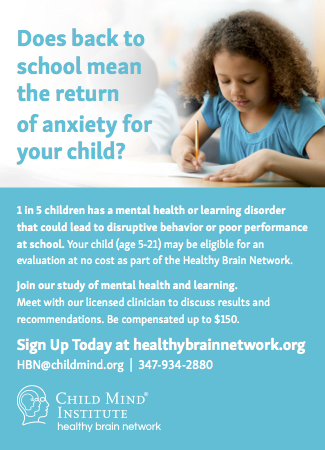 Does back to
school mean
the return
of anxiety for
your child?
1 in 5 children has a mental health or learning disorder
that could lead to disruptive behavior or poor performance
at school. Your child (age 5-21) may be eligible for an
evaluation at no cost as part of the Healthy Brain Network.
Join our study of mental health and learning.
Meet with our licensed clinician to discuss results and
recommendations. Be compensated up to $150.
Sign Up Today at healthybrainnetwork.org
HBN@childmind.org | 347-934-2880
Child Mind®
Institute
healthy brain network